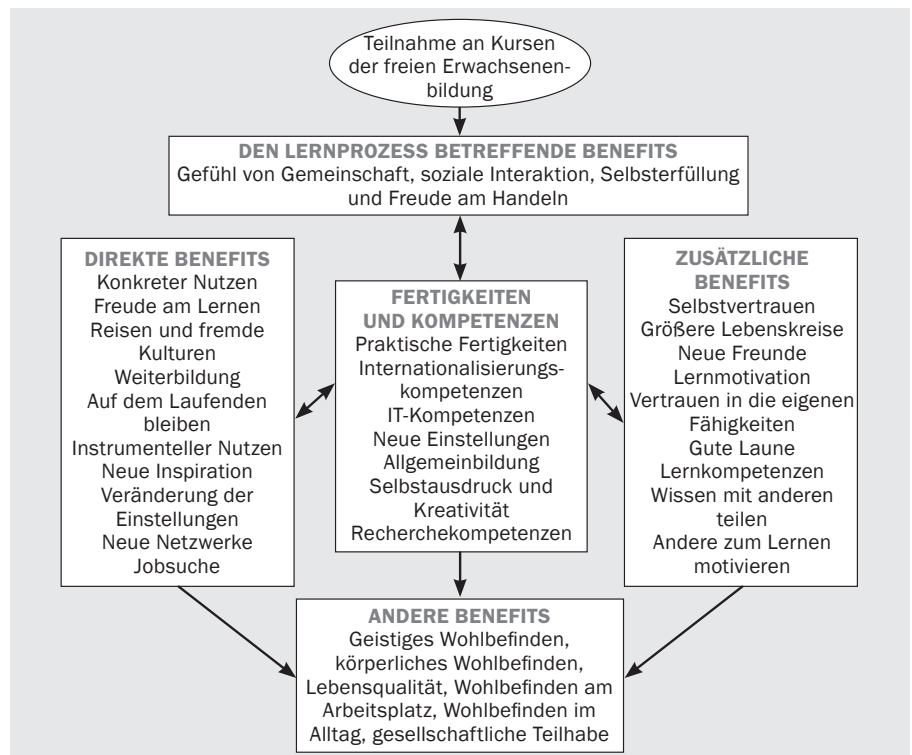 Teilnahme an Kursen
der freien Erwachsenen-
bildung
DEN LERNPROZESS BETREFFENDE BENEFITS
Gefühl von Gemeinschaft, soziale Interaktion, Selbsterfüllung
und Freude am Handeln
DIREKTE BENEFITS
Konkreter Nutzen
Freude am Lernen
Reisen und fremde
Kulturen
Weiterbildung
Auf dem Laufenden
bleiben
Instrumenteller Nutzen
Neue Inspiration
Veränderung der
Einstellungen
Neue Netzwerke
Jobsuche
FERTIGKEITEN
UND KOMPETENZEN
Praktische Fertigkeiten
Internationalisierungs-
kompetenzen
IT-Kompetenzen
Neue Einstellungen
Allgemeinbildung
Selbstausdruck und
Kreativität
Recherchekompetenzen
ZUSÄTZLICHE
BENEFITS
Selbstvertrauen
Größere Lebenskreise
Neue Freunde
Lernmotivation
Vertrauen in die eigenen
Fähigkeiten
Gute Laune
Lernkompetenzen
Wissen mit anderen
teilen
Andere zum Lernen
motivieren
ANDERE BENEFITS
Geistiges Wohlbefinden,
körperliches Wohlbefinden,
Lebensqualität, Wohlbefinden am
Arbeitsplatz, Wohlbefinden im
Alltag, gesellschaftliche Teilhabe